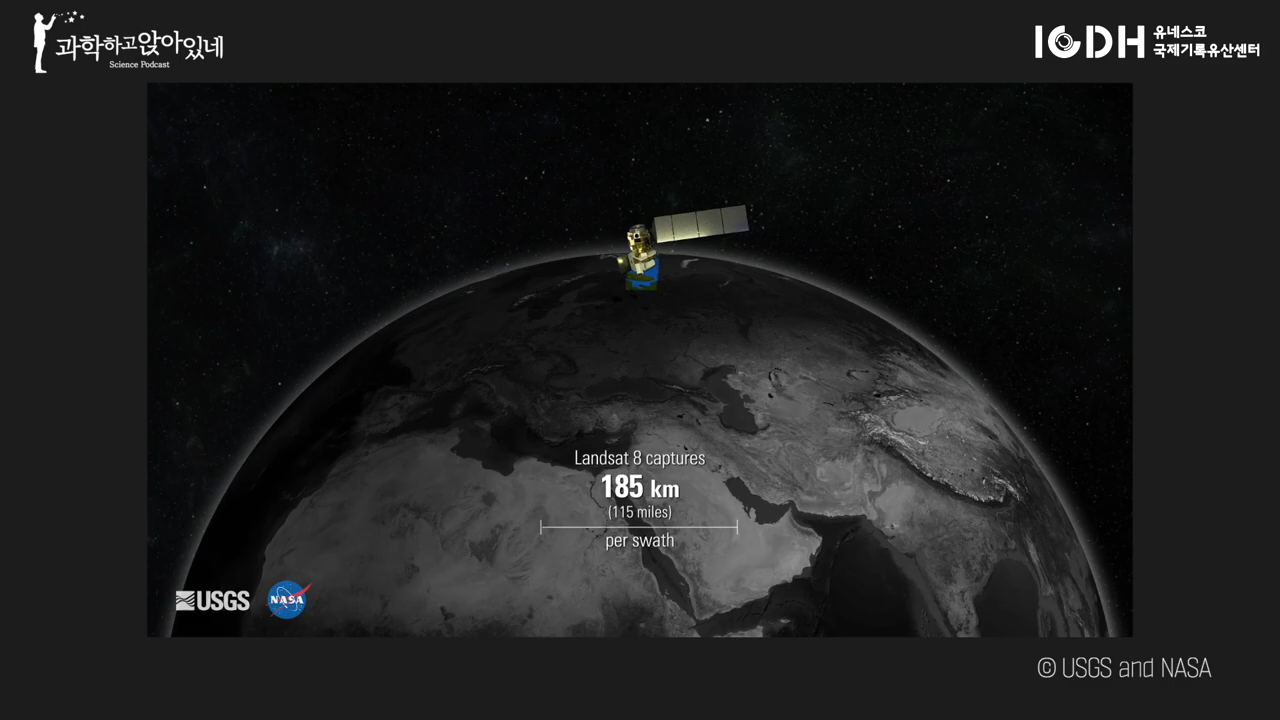 과학하고앉아있네
Science Podcast
ICDH
유네스코
국제기록유산센터
Landsat 8 captures
185 km
(115 miles)
per swath
USGS
NASA
© USGS and NASA